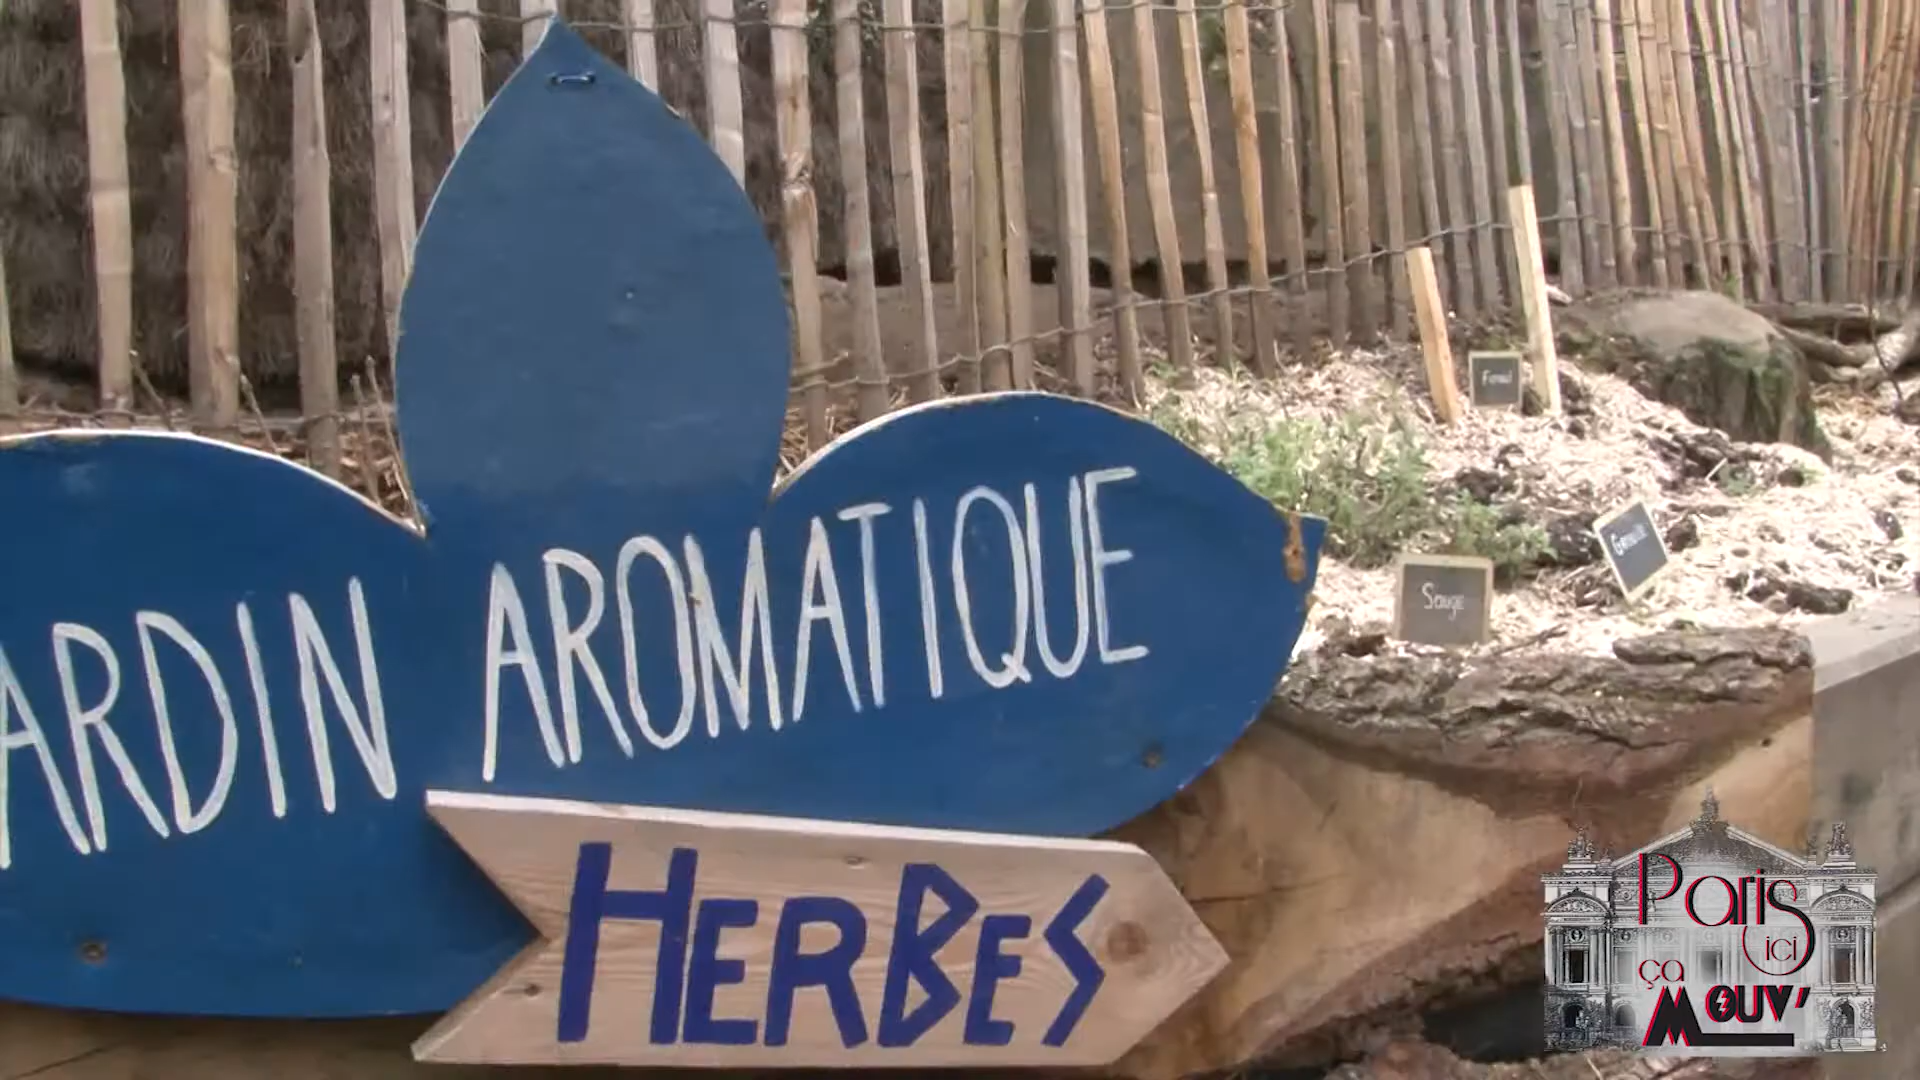 ARDIN AROMATIQUE
HERBES
Sauge
Paris
ici
ça
MOUV'